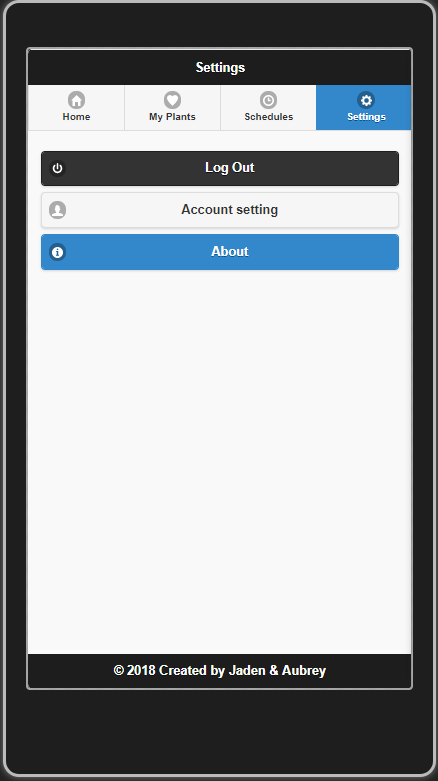 Settings
Home
My Plants
Schedules
Settings
Log Out
Account setting
About
© 2018 Created by Jaden & Aubrey